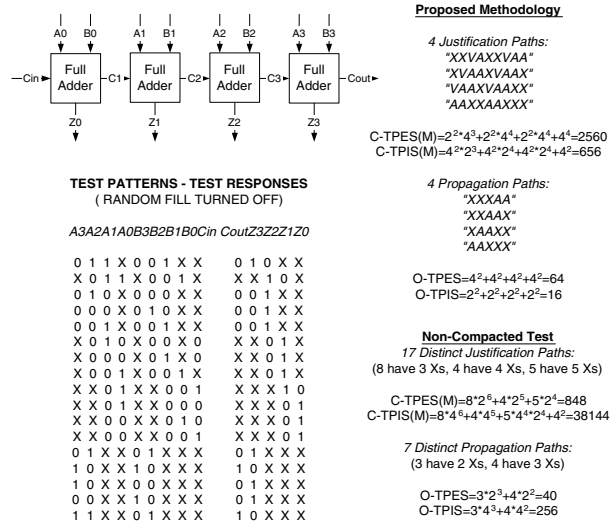 A0 B0 A1 B1 A2 B2 A3 B3
Cin Full Adder C1 Full Adder C2 Full Adder C3 Full Adder Cout
Z0 Z1 Z2 Z3
TEST PATTERNS - TEST RESPONSES
( RANDOM FILL TURNED OFF)
A3A2A1A0B3B2B1B0Cin CoutZ3Z2Z1Z0
0 1 1 X 0 0 1 X X 0 1 0 X X
X 0 1 1 X 0 0 1 X X X 1 0 X
0 1 0 X 0 0 0 X X 0 0 1 X X
0 0 0 X 0 1 0 X X 0 0 1 X X
0 0 1 X 0 0 0 X X 0 0 1 X X
X 0 1 0 X 0 0 0 X X X 0 1 X
X 0 0 0 X 0 1 0 X X X 0 1 X
X 0 0 1 X 0 0 1 X X X 0 1 X
X X 0 1 X X 0 0 1 X X X 1 0
X X 0 1 X X 0 0 0 X X X 0 1
X X 0 0 X X 0 1 0 X X X 0 1
X X 0 0 X X 0 0 1 X X X 0 1
0 1 X X 0 1 X X X 0 1 X X X
1 0 X X 1 0 X X X 1 0 X X X
0 1 X X 1 0 X X X 0 1 X X X
0 0 X X 0 1 X X X 0 0 X X X
1 1 X X 0 1 X X X 1 0 X X X
Proposed Methodology
4 Justification Paths:
"XXVAXXVAA"
"XVAAXVAAX"
"VAAXVAAXX"
"AAXXAAXXX"
C-TPES(M)=2²*4³+2²*4⁴+2²*4⁴+4⁴=2560
C-TPIS(M)=4²*2³+4²*2⁴+4²*2⁴+4²=656
4 Propagation Paths:
"XXXAA"
"XXAAX"
"XAAXX"
"AAXXX"
O-TPES=4²+4²+4²+4²=64
O-TPIS=2²+2²+2²+2²=16
Non-Compacted Test
17 Distinct Justification Paths:
(8 have 3 Xs, 4 have 4 Xs, 5 have 5 Xs)
C-TPES(M)=8*2⁶+4*2⁵+5*2⁴=848
C-TPIS(M)=8*4⁶+4*4⁵+5*4⁴*2⁴+4²=38144
7 Distinct Propagation Paths:
(3 have 2 Xs, 4 have 3 Xs)
O-TPES=3*2³+4*2²=40
O-TPIS=3*4³+4*4²=256